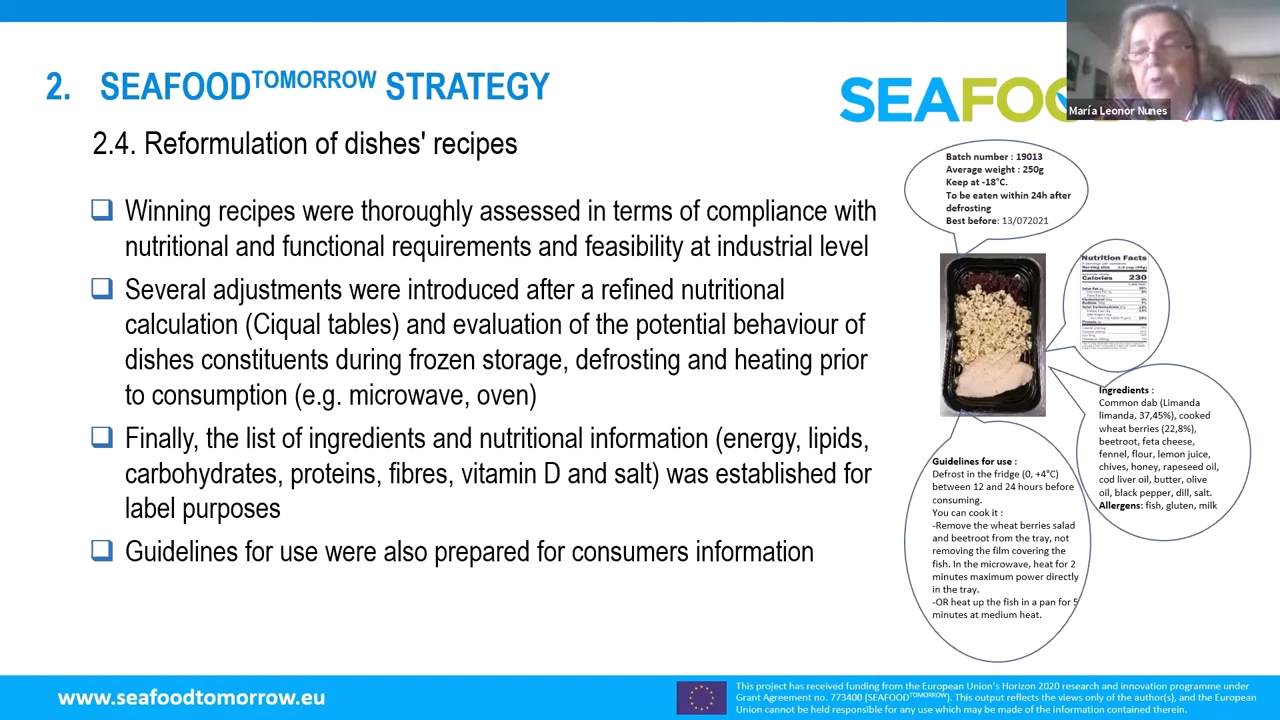 2. SEAFOODTOMORROW STRATEGY
SEAFOO
María Leonor Nunes
2.4. Reformulation of dishes' recipes
Winning recipes were thoroughly assessed in terms of compliance with
nutritional and functional requirements and feasibility at industrial level
Several adjustments were introduced after a refined nutritional
calculation (Ciqual tables) and evaluation of the potential behaviour of
dishes constituents during frozen storage, defrosting and heating prior
to consumption (e.g. microwave, oven)
Finally, the list of ingredients and nutritional information (energy, lipids,
carbohydrates, proteins, fibres, vitamin D and salt) was established for
label purposes
Guidelines for use were also prepared for consumers information
Batch number : 19013
Average weight : 250g
Keep at -18°C.
To be eaten within 24h after
defrosting
Best before: 13/072021
Nutrition Facts
Calories 230
Ingredients :
Common dab (Limanda
limanda, 37,45%), cooked
wheat berries (22,8%),
beetroot, feta cheese,
fennel, flour, lemon juice,
chives, honey, rapeseed oil,
cod liver oil, butter, olive
oil, black pepper, dill, salt.
Allergens: fish, gluten, milk
Guidelines for use :
Defrost in the fridge (0, +4°C)
between 12 and 24 hours before
consuming.
You can cook it :
-Remove the wheat berries salad
and beetroot from the tray, not
removing the film covering the
fish. In the microwave, heat for 2
minutes maximum power directly
in the tray.
-OR heat up the fish in a pan for 5
minutes at medium heat.
www.seafoodtomorrow.eu
This project has received funding from the European Union's Horizon 2020 research and innovation programme under
Grant Agreement no. 773400 (SEAFOODTOMORROW). This output reflects the views only of the author(s), and the European
Union cannot be held responsible for any use which may be made of the information contained therein.